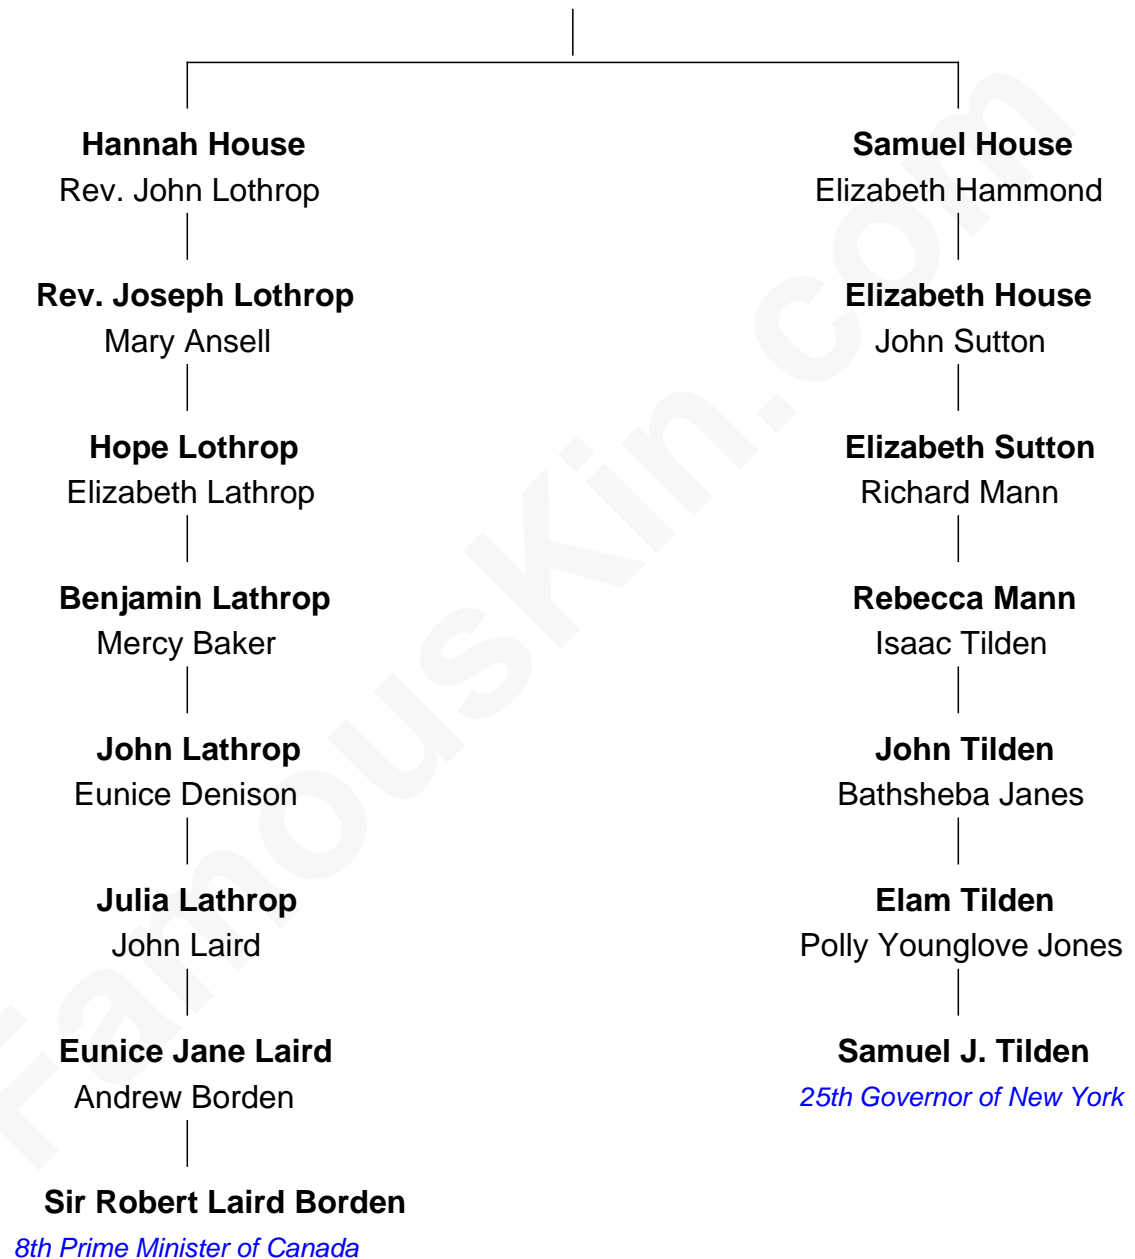 Hannah House
Rev. John Lothrop
Rev. Joseph Lothrop
Mary Ansell
Hope Lothrop
Elizabeth Lathrop
Benjamin Lathrop
Mercy Baker
John Lathrop
Eunice Denison
Julia Lathrop
John Laird
Eunice Jane Laird
Andrew Borden
Sir Robert Laird Borden
8th Prime Minister of Canada
Samuel House
Elizabeth Hammond
Elizabeth House
John Sutton
Elizabeth Sutton
Richard Mann
Rebecca Mann
Isaac Tilden
John Tilden
Bathsheba Janes
Elam Tilden
Polly Younglove Jones
Samuel J. Tilden
25th Governor of New York
FamousKin.com